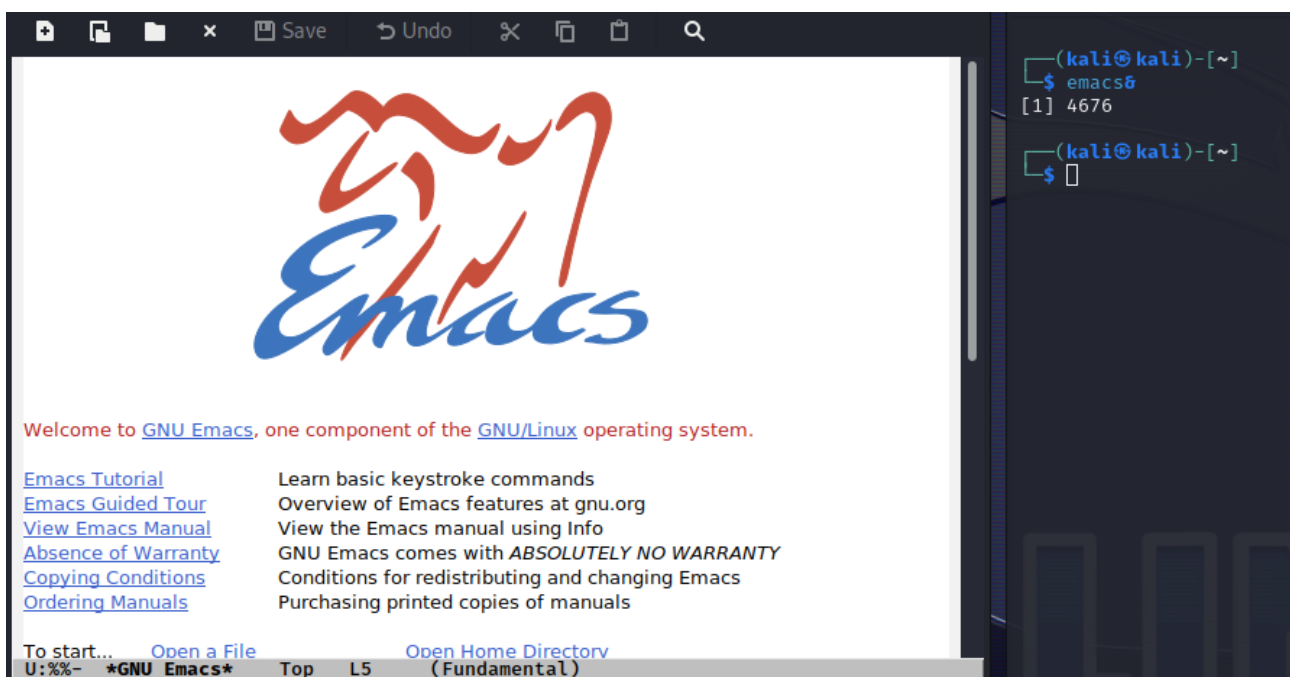 Save Undo
Emacs
Welcome to GNU Emacs, one component of the GNU/Linux operating system.
Emacs Tutorial Learn basic keystroke commands
Emacs Guided Tour Overview of Emacs features at gnu.org
View Emacs Manual View the Emacs manual using Info
Absence of Warranty GNU Emacs comes with ABSOLUTELY NO WARRANTY
Copying Conditions Conditions for redistributing and changing Emacs
Ordering Manuals Purchasing printed copies of manuals
To start... Open a File Open Home Directory
U:%%- *GNU Emacs* Top L5 (Fundamental)
┌──(kali㉿kali)-[~]
└─$ emacs&
[1] 4676
┌──(kali㉿kali)-[~]
└─$